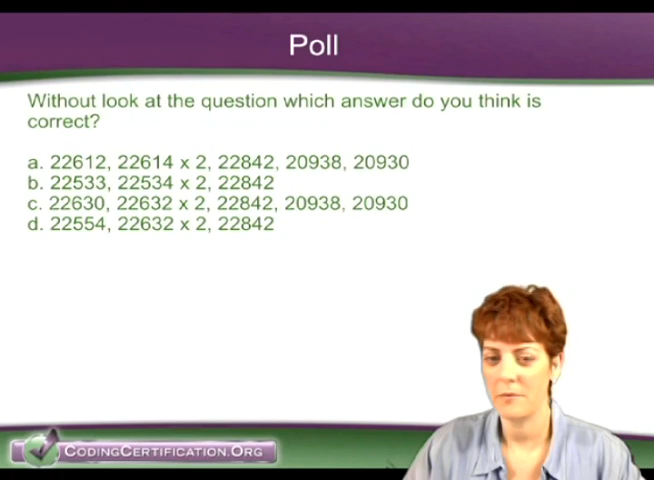 Poll
Without look at the question which answer do you think is
correct?
a. 22612, 22614 x 2, 22842, 20938, 20930
b. 22533, 22534 x 2, 22842
c. 22630, 22632 x 2, 22842, 20938, 20930
d. 22554, 22632 x 2, 22842
CodingCertification.Org